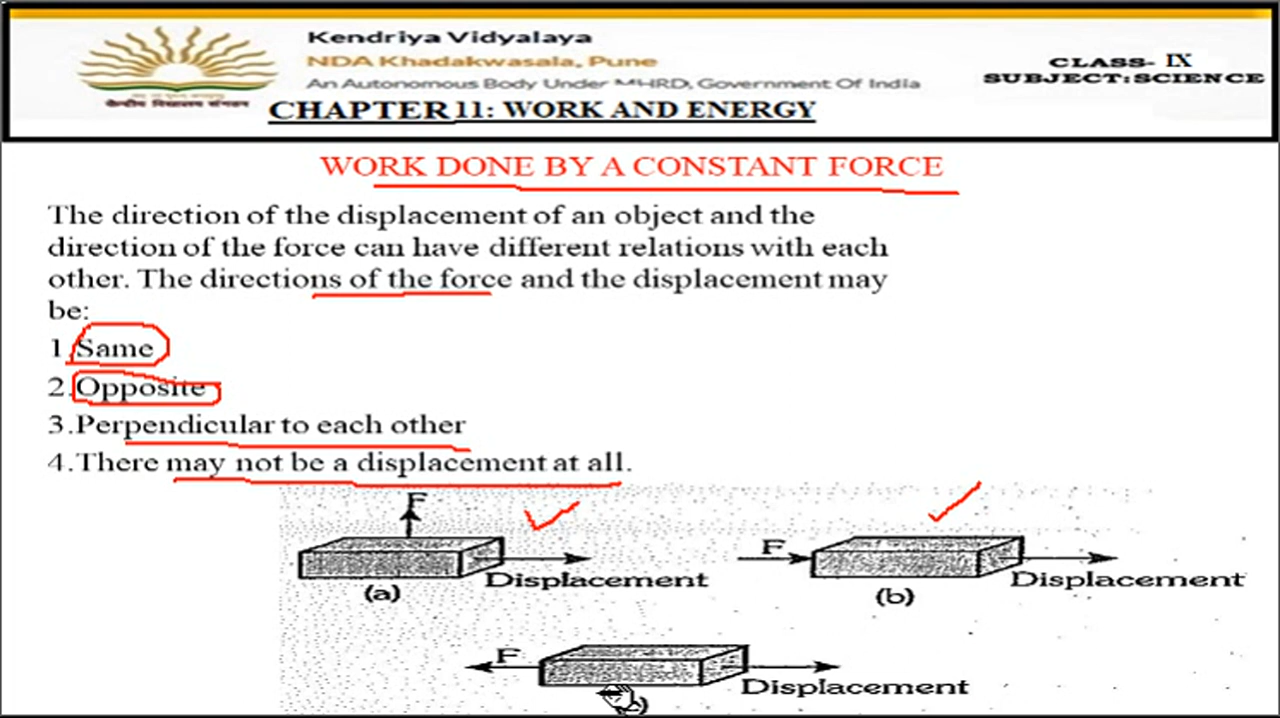 Kendriya Vidyalaya
NDA Khadakwasala, Pune
An Autonomous Body Under MHRD, Government Of India
केन्द्रीय विद्यालय संगठन
CLASS- IX
SUBJECT:SCIENCE
CHAPTER 11: WORK AND ENERGY
WORK DONE BY A CONSTANT FORCE
The direction of the displacement of an object and the
direction of the force can have different relations with each
other. The directions of the force and the displacement may
be:
1.Same
2.Opposite
3.Perpendicular to each other
4.There may not be a displacement at all.
F
Displacement
(a)
F
Displacement
(b)
F
Displacement